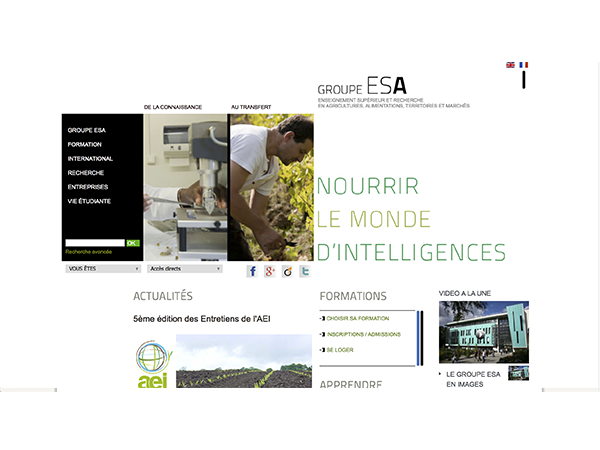 GROUPE ESA
ENSEIGNEMENT SUPÉRIEUR ET RECHERCHE
EN AGRICULTURES, ALIMENTATIONS, TERRITOIRES ET MARCHÉS
DE LA CONNAISSANCE
AU TRANSFERT
GROUPE ESA
FORMATION
INTERNATIONAL
RECHERCHE
ENTREPRISES
VIE ÉTUDIANTE
OK
Recherche avancée
NOURRIR
LE MONDE
D'INTELLIGENCES
VOUS ÊTES
Accès directs
ACTUALITÉS
5ème édition des Entretiens de l'AEI
aei
FORMATIONS
CHOISIR SA FORMATION
INSCRIPTIONS / ADMISSIONS
SE LOGER
APPRENDRE
VIDEO A LA UNE
LE GROUPE ESA
EN IMAGES